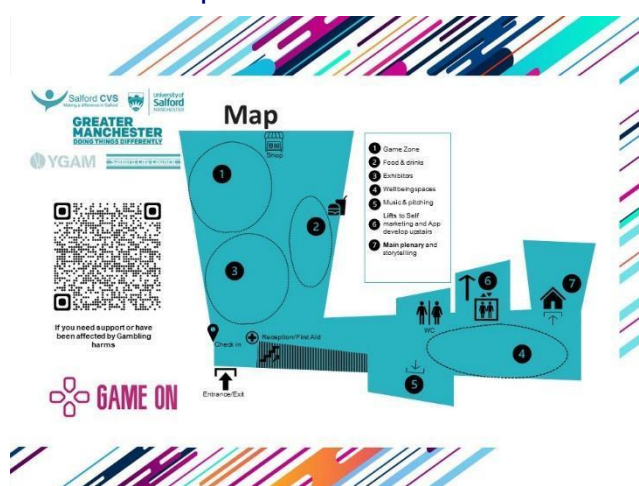 Salford CVS
Making a difference in Salford
University of
Salford
MANCHESTER
GREATER
MANCHESTER
DOING THINGS DIFFERENTLY
YGAM
Salford City Council
If you need support or have
been affected by Gambling
harms
GAME ON
Map
Shop
1
2
3
Check in
Reception/First Aid
Entrance/Exit
1 Game Zone
2 Food & drinks
3 Exhibitors
4 Wellbeing spaces
5 Music & pitching
Lifts to Self
6 marketing and App
develop upstairs
7 Main plenary and
storytelling
WC
6
7
4
5